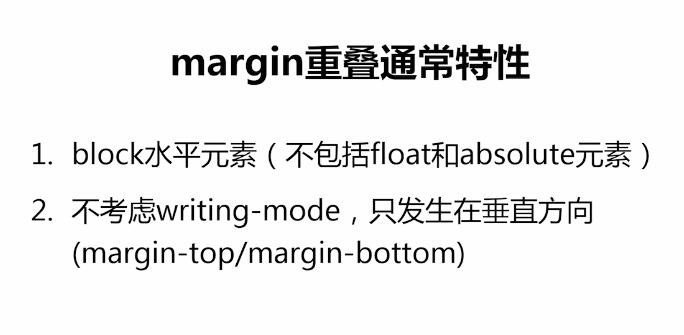 margin重叠通常特性
1. block水平元素（不包括float和absolute元素）
2. 不考虑writing-mode，只发生在垂直方向
(margin-top/margin-bottom)